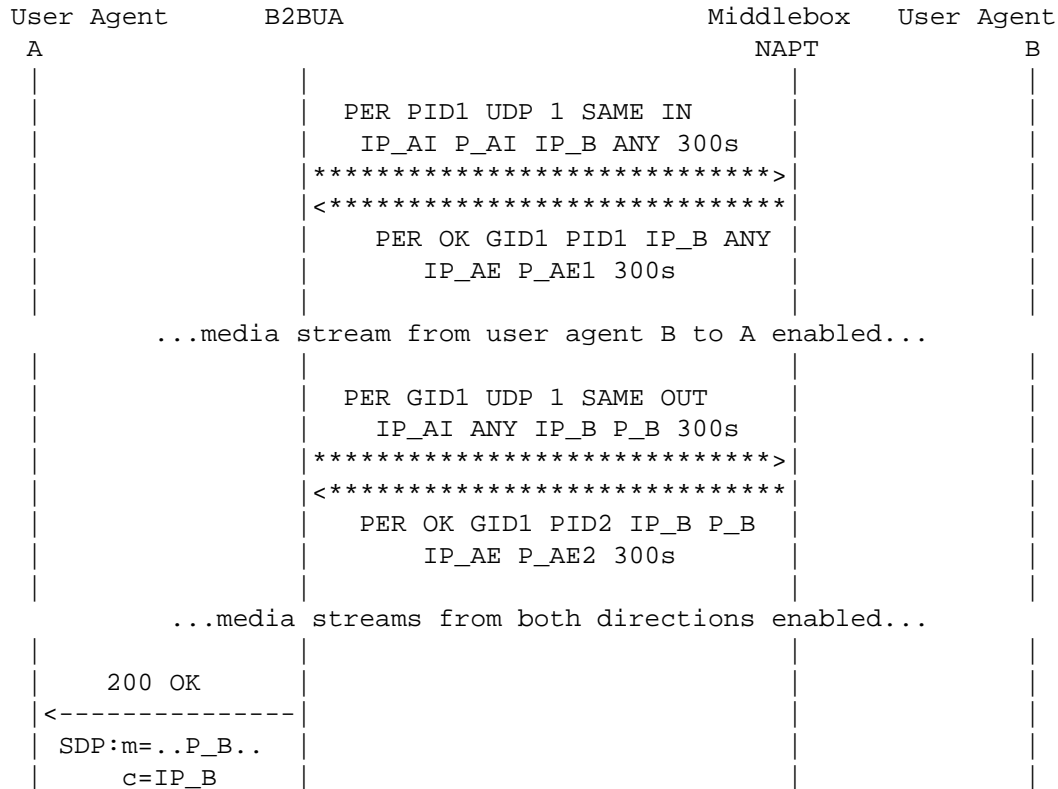 User Agent B2BUA Middlebox User Agent
A NAPT B
PER PID1 UDP 1 SAME IN
IP_AI P_AI IP_B ANY 300s
|*****************************>|
|<*****************************|
PER OK GID1 PID1 IP_B ANY
IP_AE P_AE1 300s
...media stream from user agent B to A enabled...
PER GID1 UDP 1 SAME OUT
IP_AI ANY IP_B P_B 300s
|*****************************>|
|<*****************************|
PER OK GID1 PID2 IP_B P_B
IP_AE P_AE2 300s
...media streams from both directions enabled...
200 OK
|<---------------|
SDP:m=..P_B..
c=IP_B